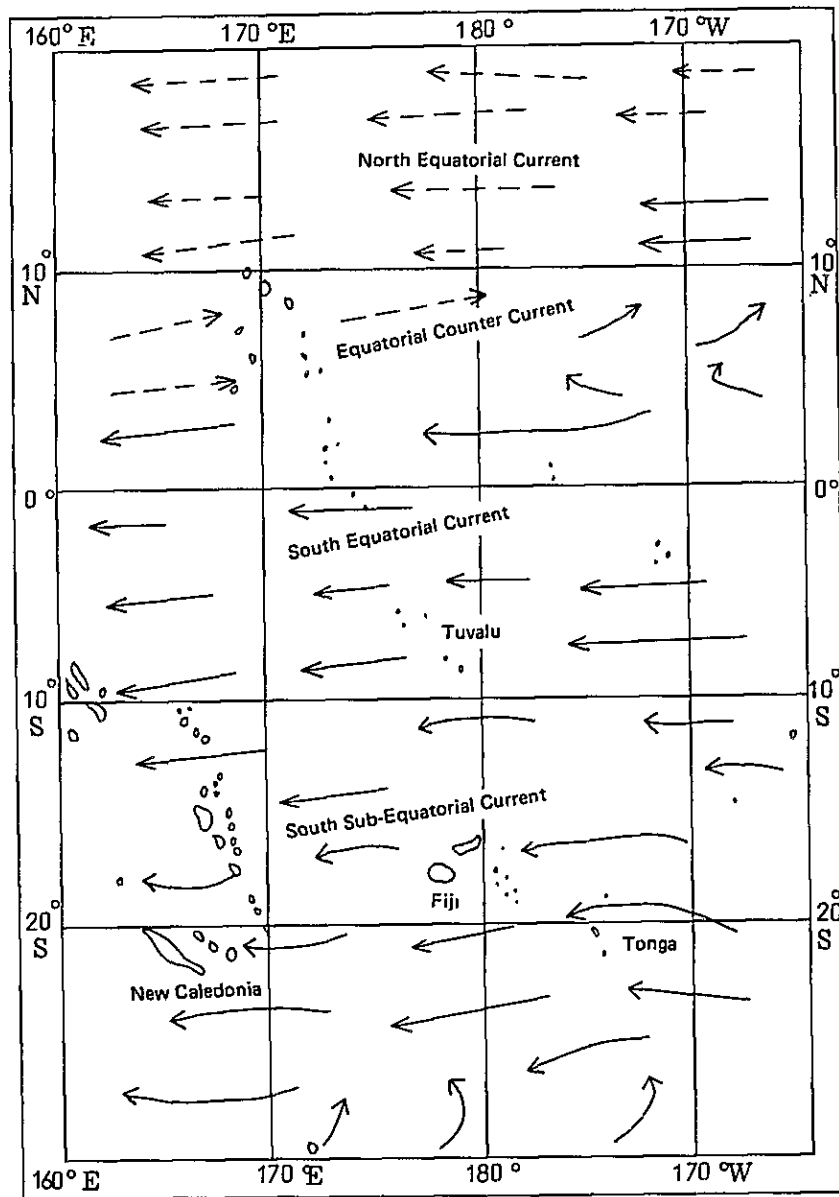 160° E 170 °E 180 ° 170 °W
North Equatorial Current
10° N 10° N
Equatorial Counter Current
0° 0°
South Equatorial Current
Tuvalu
10° S 10° S
South Sub-Equatorial Current
Fiji
20° S 20° S
Tonga
New Caledonia
160° E 170 °E 180 ° 170 °W